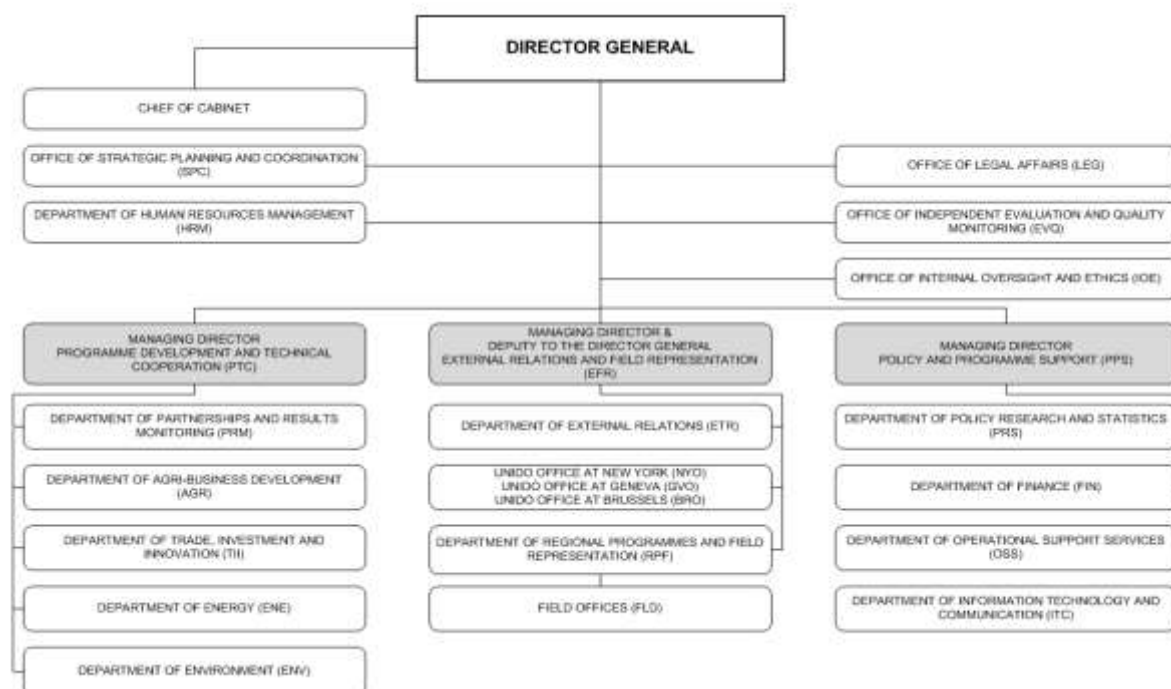 DIRECTOR GENERAL
CHIEF OF CABINET
OFFICE OF STRATEGIC PLANNING AND COORDINATION
(SPC)
OFFICE OF LEGAL AFFAIRS (LEG)
DEPARTMENT OF HUMAN RESOURCES MANAGEMENT
(HRM)
OFFICE OF INDEPENDENT EVALUATION AND QUALITY
MONITORING (EVQ)
OFFICE OF INTERNAL OVERSIGHT AND ETHICS (IOE)
MANAGING DIRECTOR
PROGRAMME DEVELOPMENT AND TECHNICAL
COOPERATION (PTC)
DEPARTMENT OF PARTNERSHIPS AND RESULTS
MONITORING (PRM)
DEPARTMENT OF AGRI-BUSINESS DEVELOPMENT
(AGR)
DEPARTMENT OF TRADE, INVESTMENT AND
INNOVATION (TII)
DEPARTMENT OF ENERGY (ENE)
DEPARTMENT OF ENVIRONMENT (ENV)
MANAGING DIRECTOR &
DEPUTY TO THE DIRECTOR GENERAL
EXTERNAL RELATIONS AND FIELD REPRESENTATION
(EFR)
DEPARTMENT OF EXTERNAL RELATIONS (ETR)
UNIDO OFFICE AT NEW YORK (NYO)
UNIDO OFFICE AT GENEVA (GVO)
UNIDO OFFICE AT BRUSSELS (BRO)
DEPARTMENT OF REGIONAL PROGRAMMES AND FIELD
REPRESENTATION (RPF)
FIELD OFFICES (FLD)
MANAGING DIRECTOR
POLICY AND PROGRAMME SUPPORT (PPS)
DEPARTMENT OF POLICY RESEARCH AND STATISTICS
(PRS)
DEPARTMENT OF FINANCE (FIN)
DEPARTMENT OF OPERATIONAL SUPPORT SERVICES
(OSS)
DEPARTMENT OF INFORMATION TECHNOLOGY AND
COMMUNICATION (ITC)